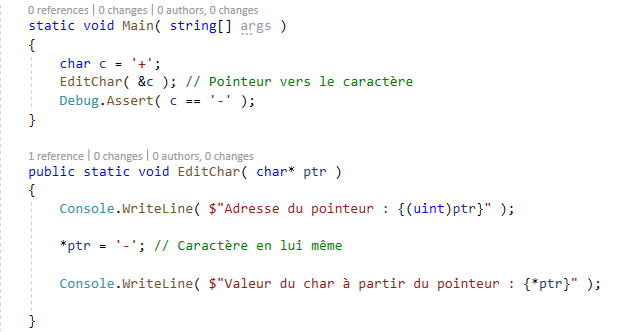 0 references | 0 changes | 0 authors, 0 changes
static void Main( string[] args )
{
char c = '+';
EditChar( &c ); // Pointeur vers le caractère
Debug.Assert( c == '-' );
}
1 reference | 0 changes | 0 authors, 0 changes
public static void EditChar( char* ptr )
{
Console.WriteLine( $"Adresse du pointeur : {(uint)ptr}" );
*ptr = '-'; // Caractère en lui même
Console.WriteLine( $"Valeur du char à partir du pointeur : {*ptr}" );
}